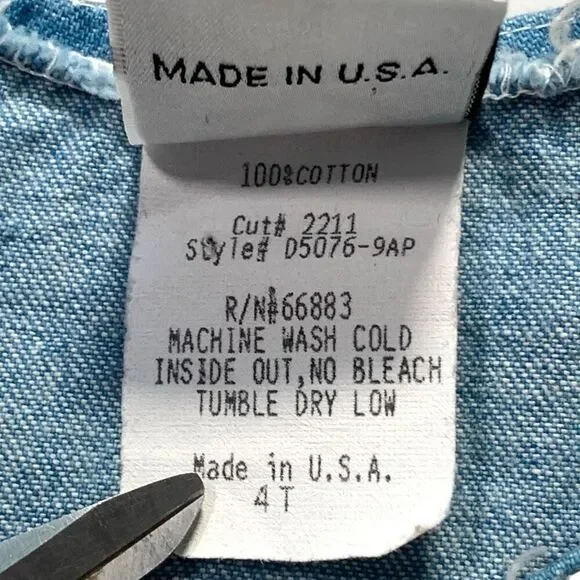 MADE IN U.S.A.
100%COTTON
Cut# 2211
Style# D5076-9AP
R/N#66883
MACHINE WASH COLD
INSIDE OUT,NO BLEACH
TUMBLE DRY LOW
Made in U.S.A.
4T